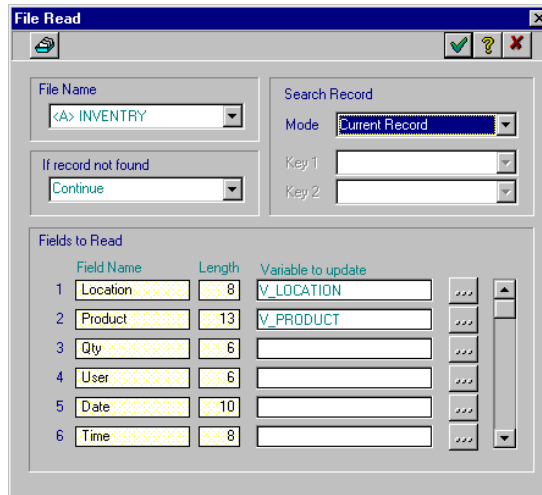 File Read
File Name
<A> INVENTRY
If record not found
Continue
Search Record
Mode Current Record
Key 1
Key 2
Fields to Read
Field Name Length Variable to update
1 Location 8 V_LOCATION ...
2 Product 13 V_PRODUCT ...
3 Qty 6 ...
4 User 6 ...
5 Date 10 ...
6 Time 8 ...